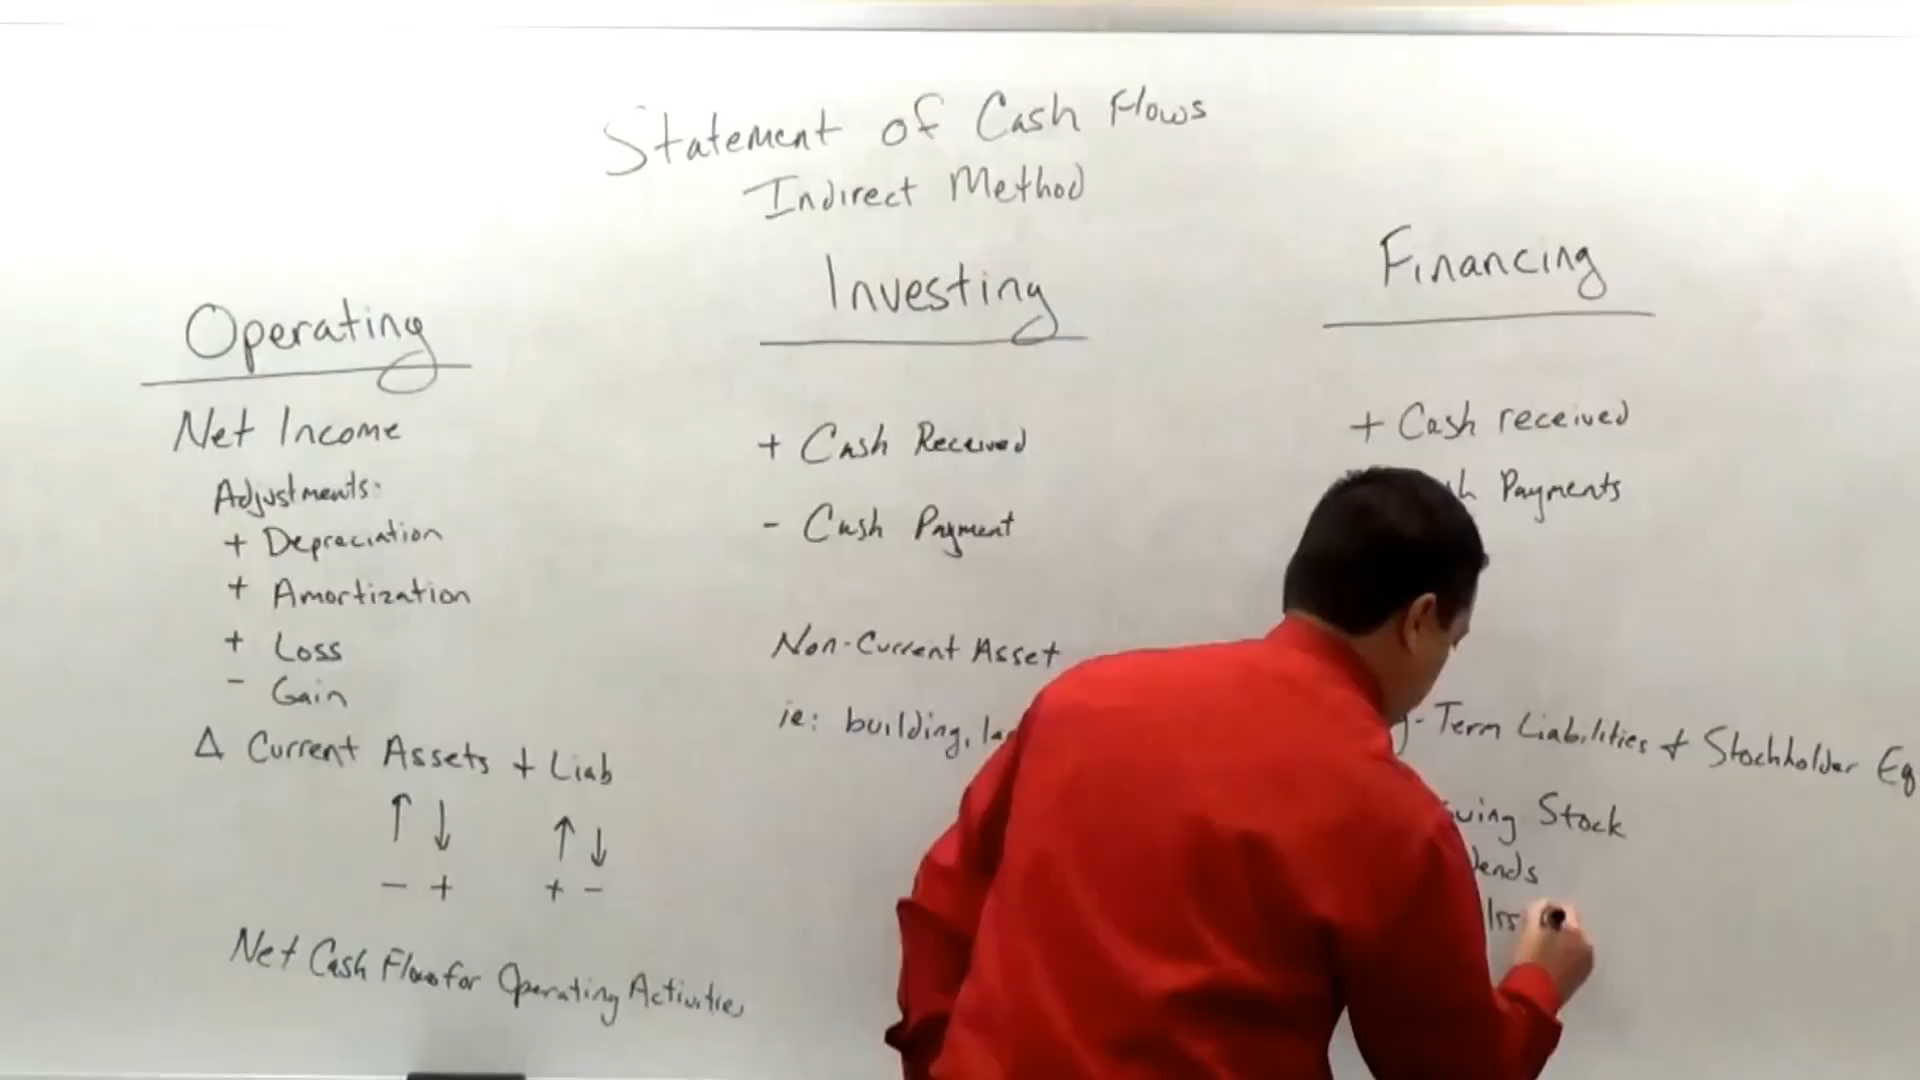 Statement of Cash Flows
Indirect Method
Operating
Net Income
Adjustments:
+ Depreciation
+ Amortization
+ Loss
- Gain
Δ Current Assets + Liab
↑ ↓ ↑ ↓
- + + -
Net Cash Flows for Operating Activities
Investing
+ Cash Received
- Cash Payment
Non-Current Asset
ie: building,
Financing
+ Cash received
Payments
-Term Liabilities + Stockholder Eq
Stock